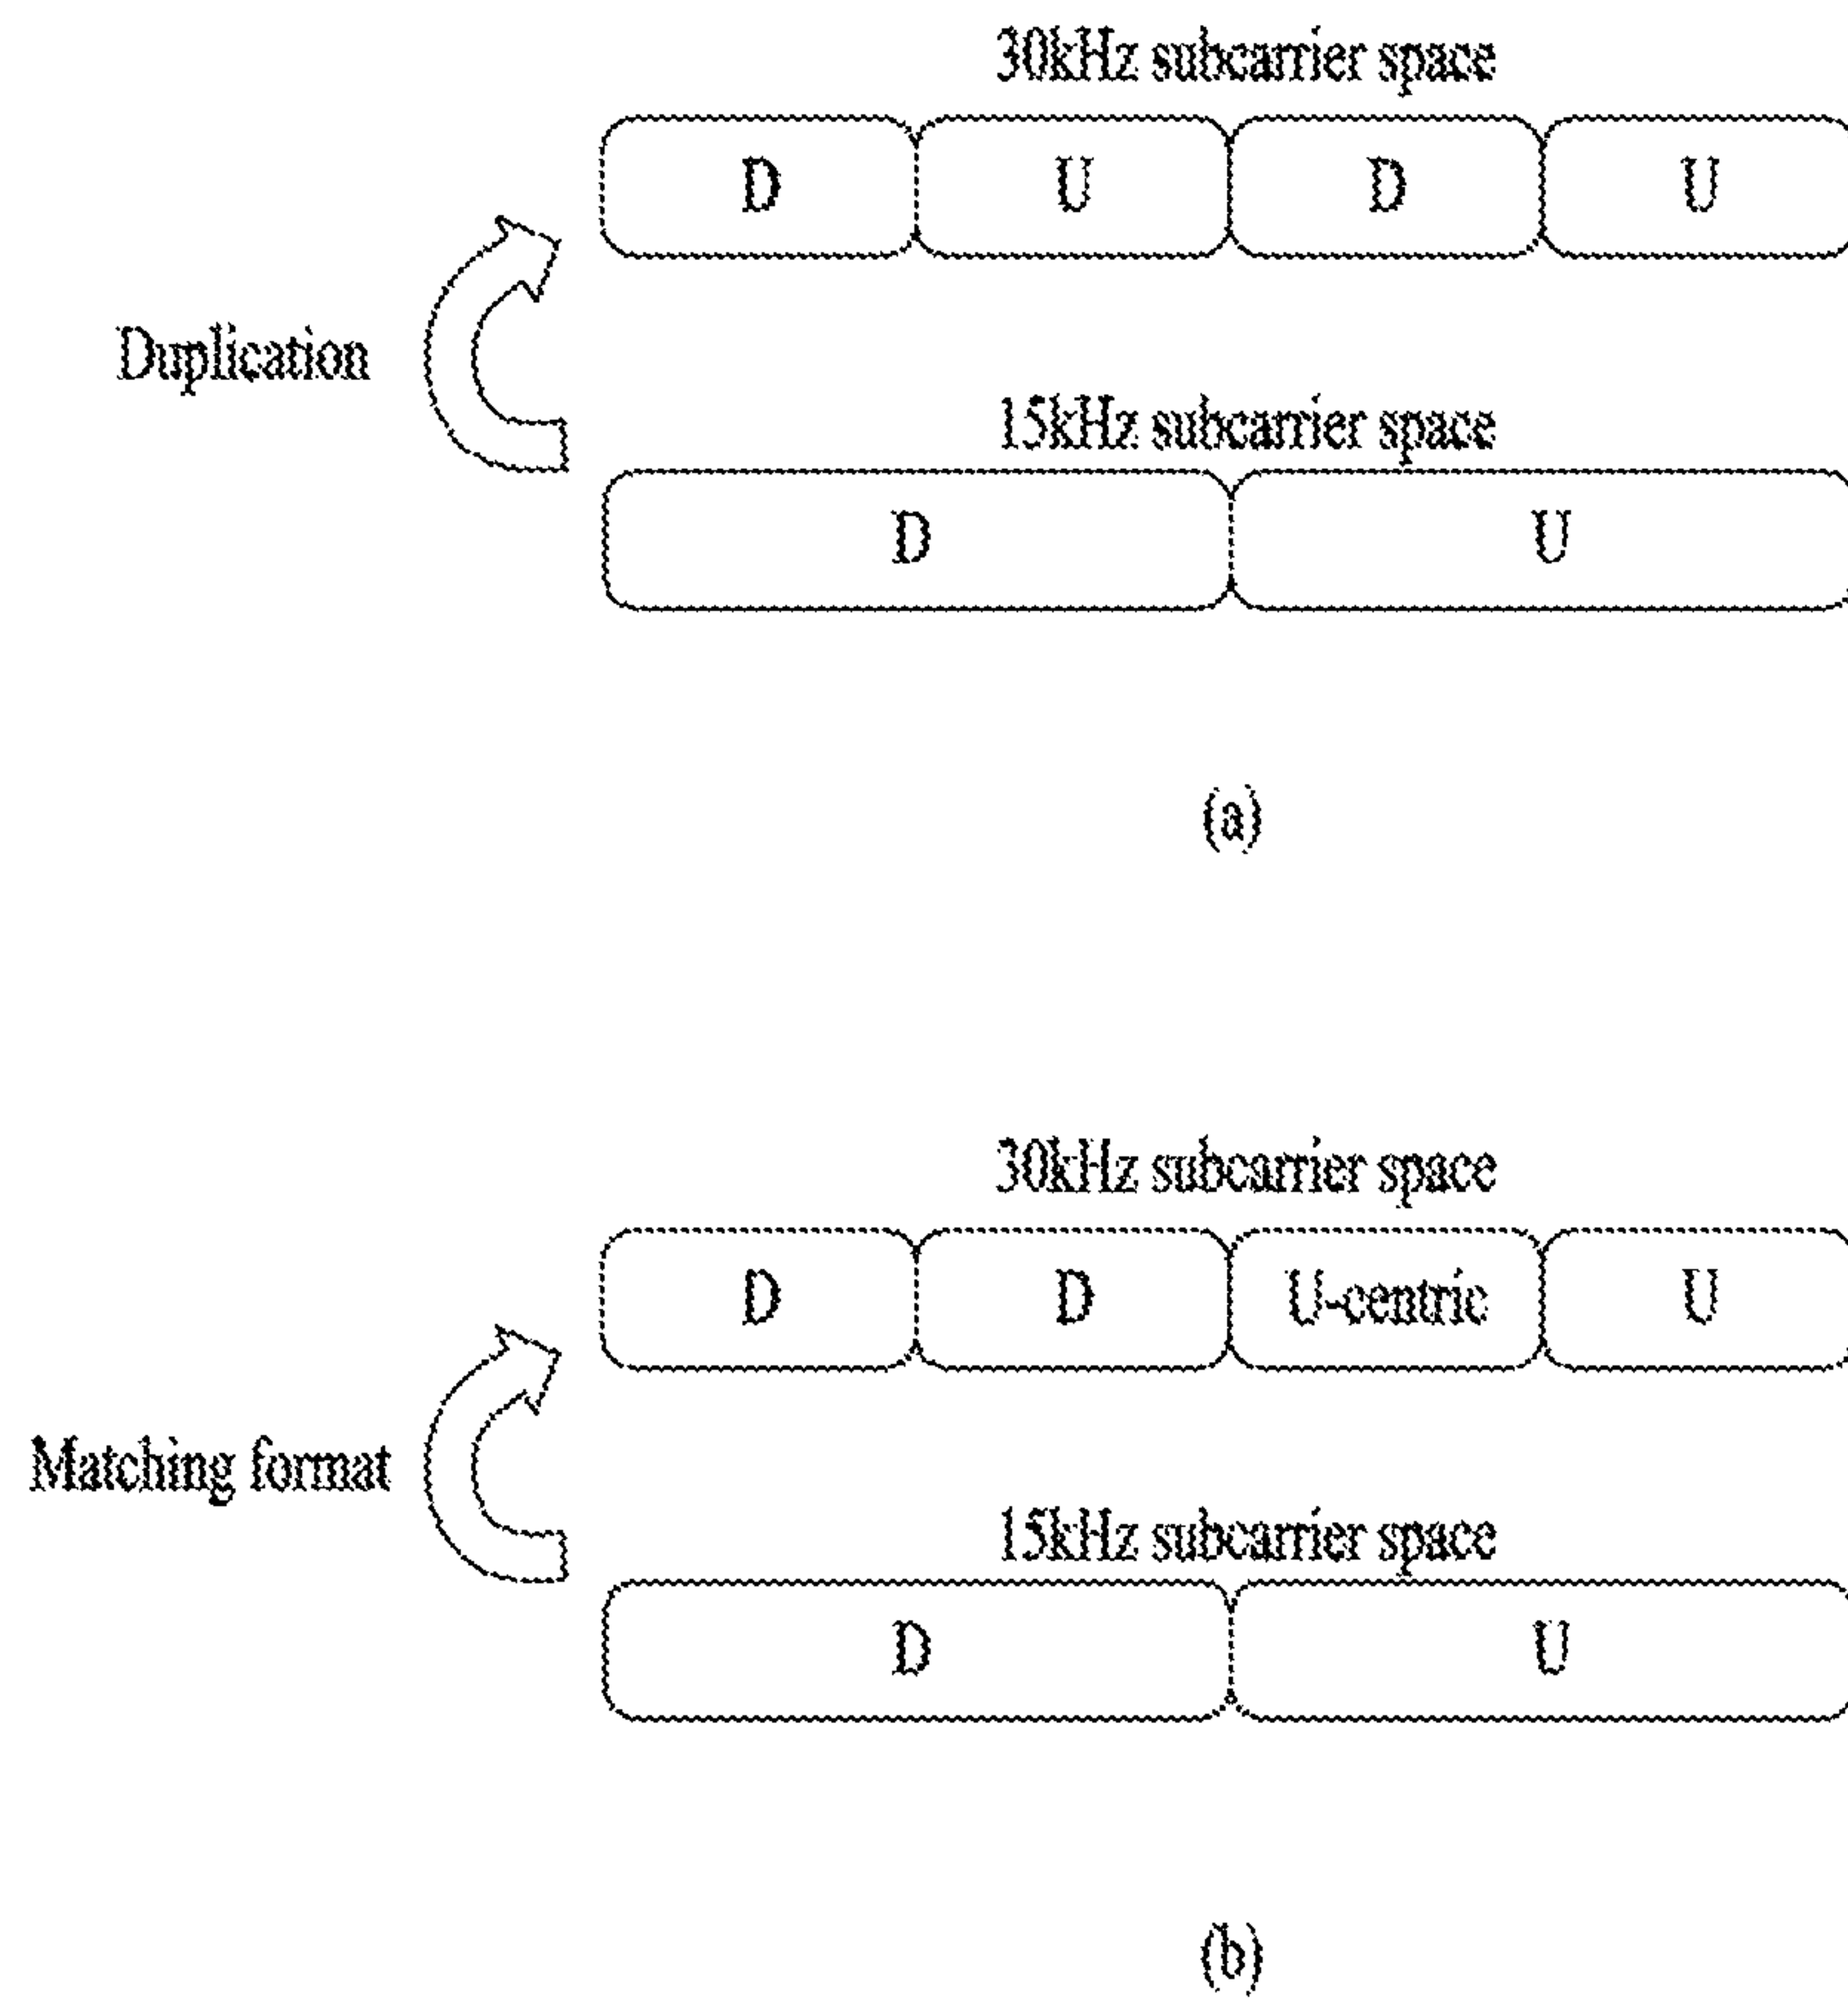 30kHz subcarrier space
D U D U
Duplication
15kHz subcarrier space
D U
(a)
30kHz subcarrier space
D D U-centric U
Matching format
15kHz subcarrier space
D U
(b)